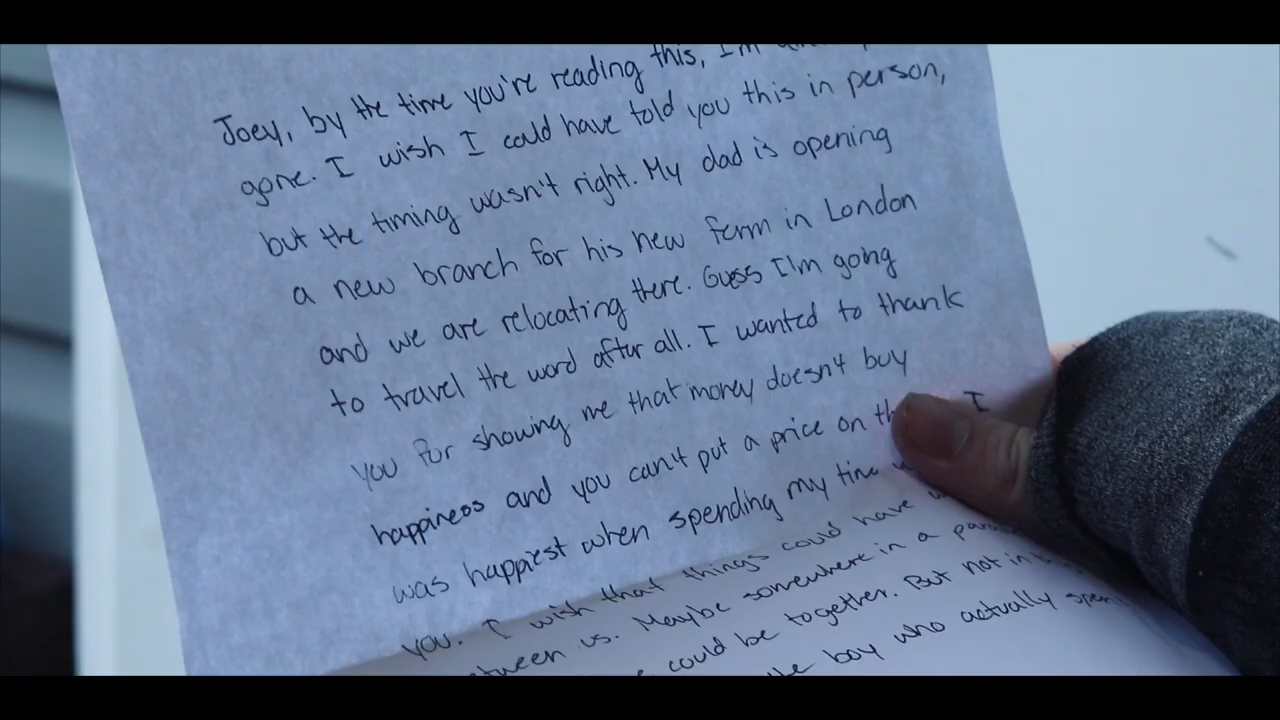 Joey, by the time you're reading this, I'm
gone. I wish I could have told you this in person,
but the timing wasn't right. My dad is opening
a new branch for his new ferm in London
and we are relocating there. Guess I'm going
to travel the word after all. I wanted to thank
you for showing me that money doesn't buy
happiness and you can't put a price on I
was happiest when spending my time
you. I wish that things could have
us. Maybe somewhere in a
could be together. But not in
boy who actually